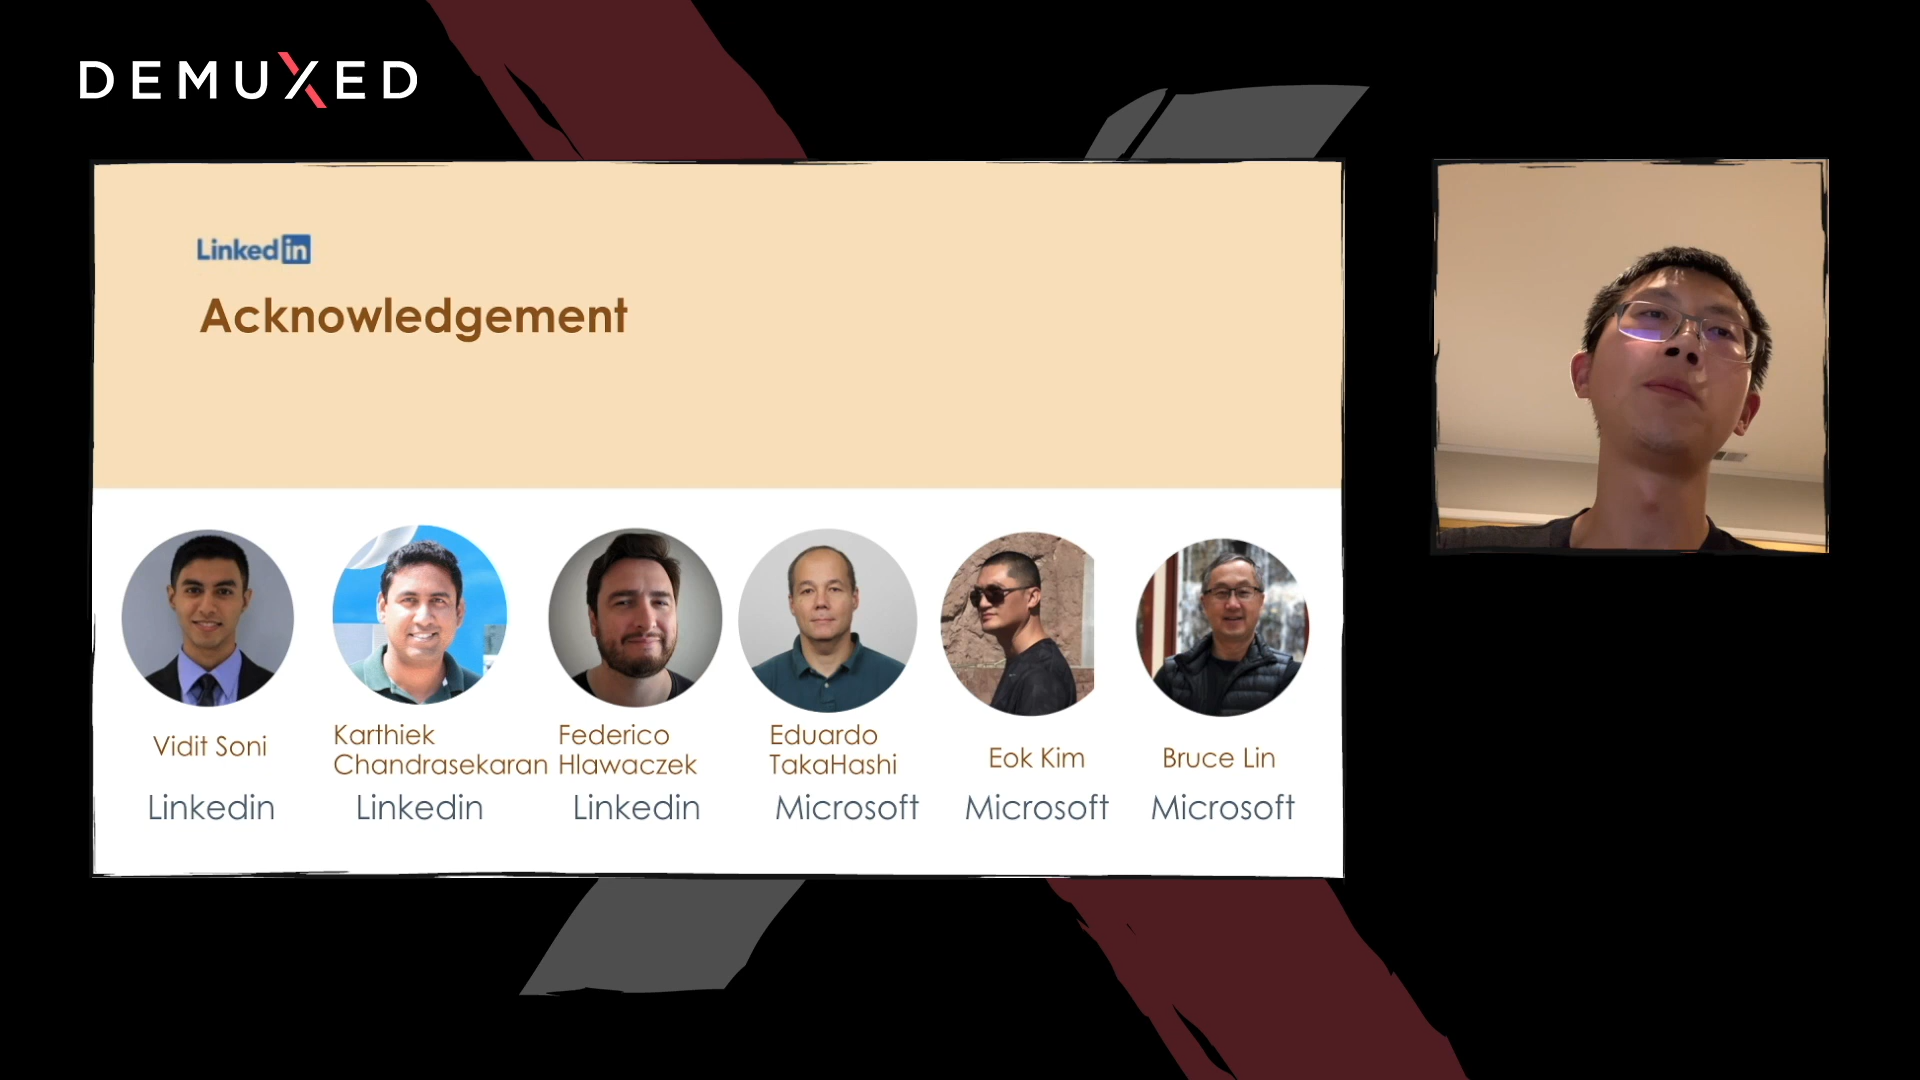 DEMUXED
Linkedin
Acknowledgement
Vidit Soni
Karthiek
Chandrasekaran
Federico
Hlawaczek
Eduardo
TakaHashi
Eok Kim
Bruce Lin
Linkedin
Linkedin
Linkedin
Microsoft
Microsoft
Microsoft